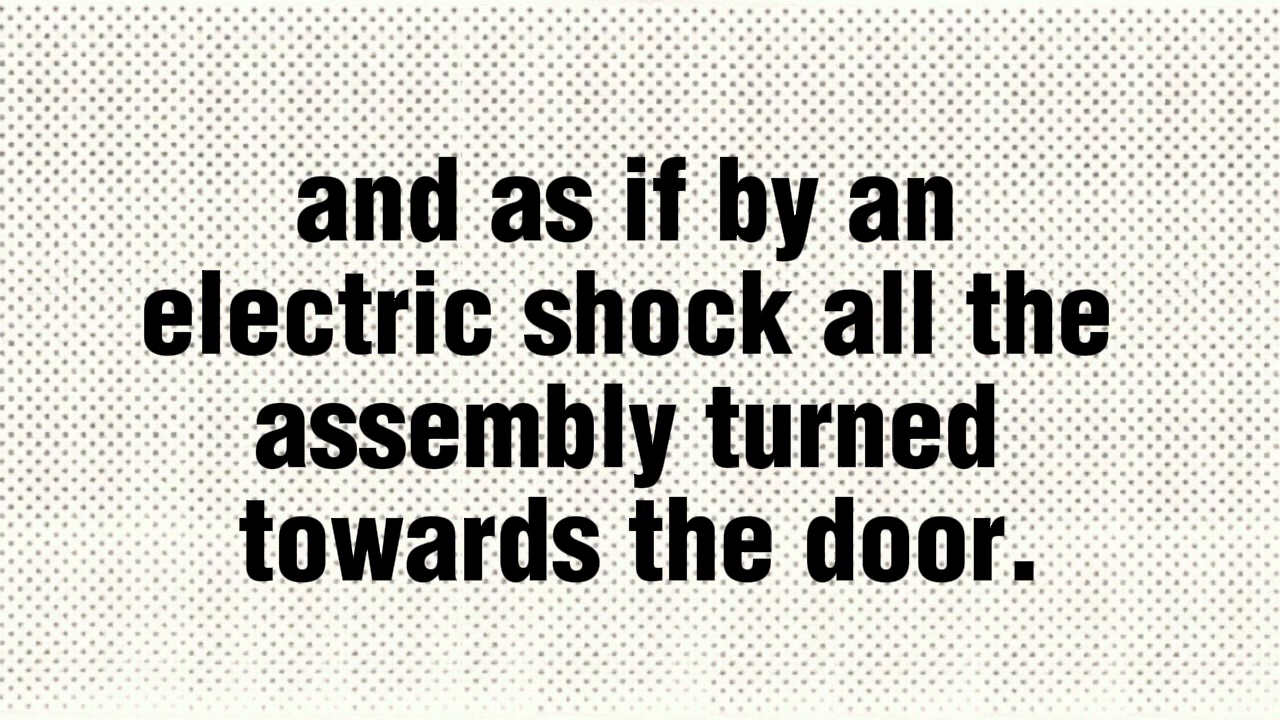 and as if by an
electric shock all the
assembly turned
towards the door.